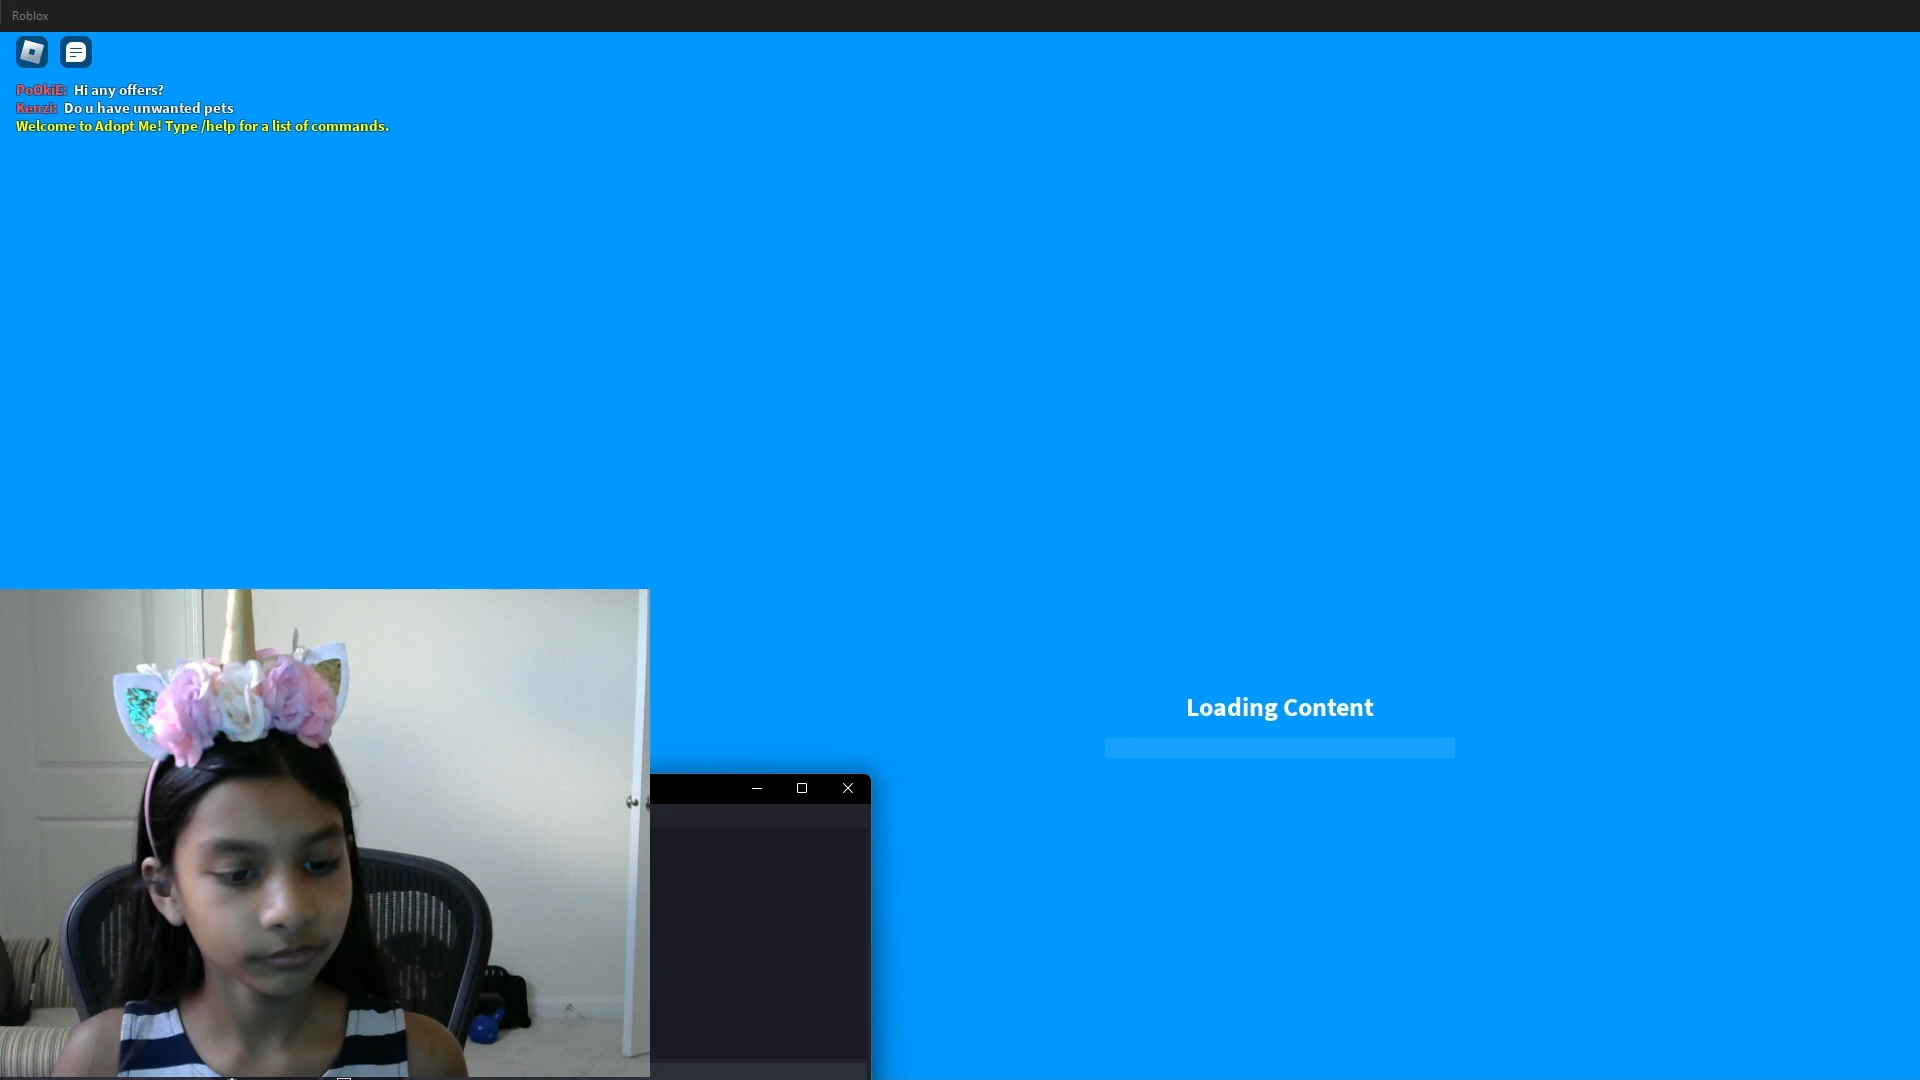 Roblox
PoOkiE: Hi any offers?
Kenzi: Do u have unwanted pets
Welcome to Adopt Me! Type /help for a list of commands.
Loading Content